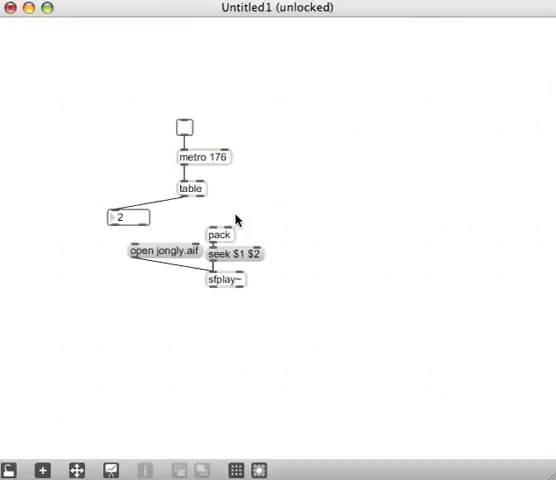 Untitled1 (unlocked)
metro 176
table
2
pack
open jongly.aif
seek $1 $2
sfplay~